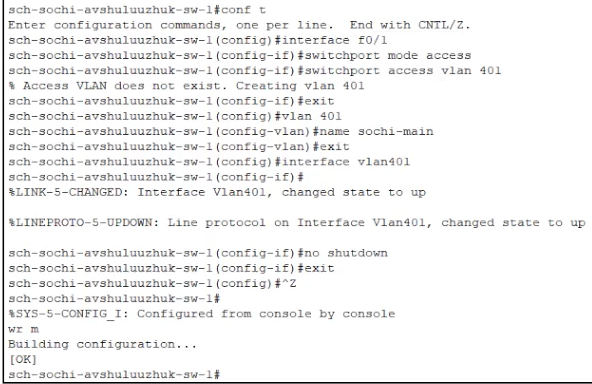 sch-sochi-avshuluuzhuk-sw-1#conf t
Enter configuration commands, one per line.  End with CNTL/Z.
sch-sochi-avshuluuzhuk-sw-1(config)#interface f0/1
sch-sochi-avshuluuzhuk-sw-1(config-if)#switchport mode access
sch-sochi-avshuluuzhuk-sw-1(config-if)#switchport access vlan 401
% Access VLAN does not exist. Creating vlan 401
sch-sochi-avshuluuzhuk-sw-1(config-if)#exit
sch-sochi-avshuluuzhuk-sw-1(config)#vlan 401
sch-sochi-avshuluuzhuk-sw-1(config-vlan)#name sochi-main
sch-sochi-avshuluuzhuk-sw-1(config-vlan)#exit
sch-sochi-avshuluuzhuk-sw-1(config)#interface vlan401
sch-sochi-avshuluuzhuk-sw-1(config-if)#
%LINK-5-CHANGED: Interface Vlan401, changed state to up
%LINEPROTO-5-UPDOWN: Line protocol on Interface Vlan401, changed state to up
sch-sochi-avshuluuzhuk-sw-1(config-if)#no shutdown
sch-sochi-avshuluuzhuk-sw-1(config-if)#exit
sch-sochi-avshuluuzhuk-sw-1(config)#^Z
sch-sochi-avshuluuzhuk-sw-1#
%SYS-5-CONFIG_I: Configured from console by console
wr m
Building configuration...
[OK]
sch-sochi-avshuluuzhuk-sw-1#